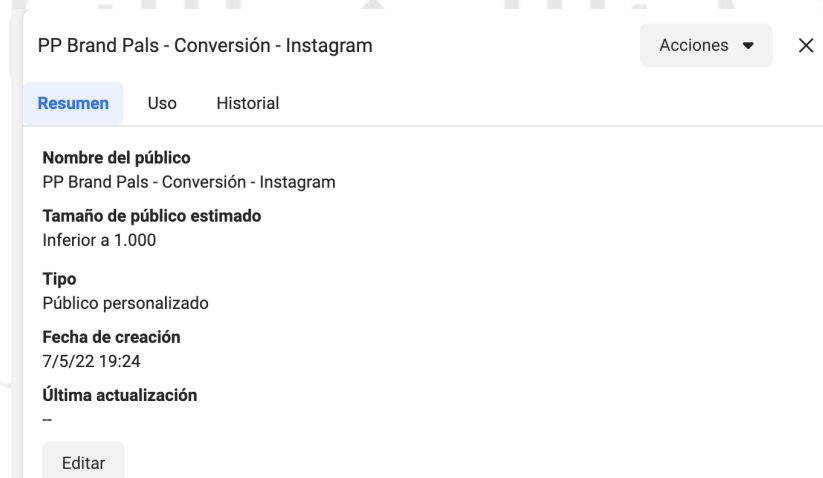 PP Brand Pals - Conversión - Instagram
Acciones
Resumen
Uso
Historial
Nombre del público
PP Brand Pals - Conversión - Instagram
Tamaño de público estimado
Inferior a 1.000
Tipo
Público personalizado
Fecha de creación
7/5/22 19:24
Última actualización
--
Editar